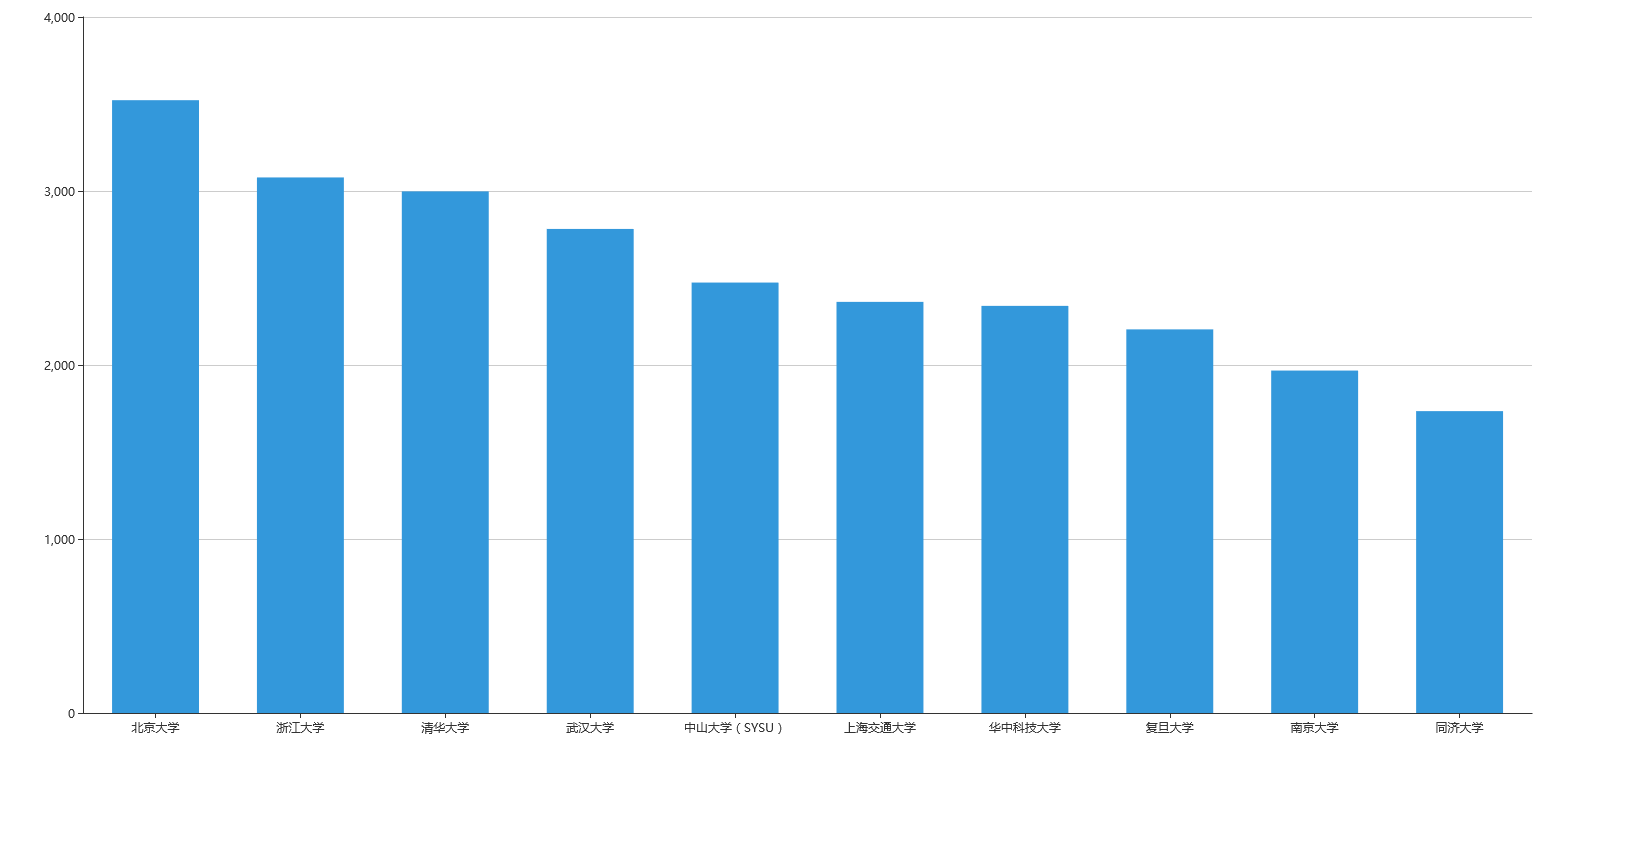 4,000
3,000
2,000
1,000
0
北京大学
浙江大学
清华大学
武汉大学
中山大学（SYSU）
上海交通大学
华中科技大学
复旦大学
南京大学
同济大学